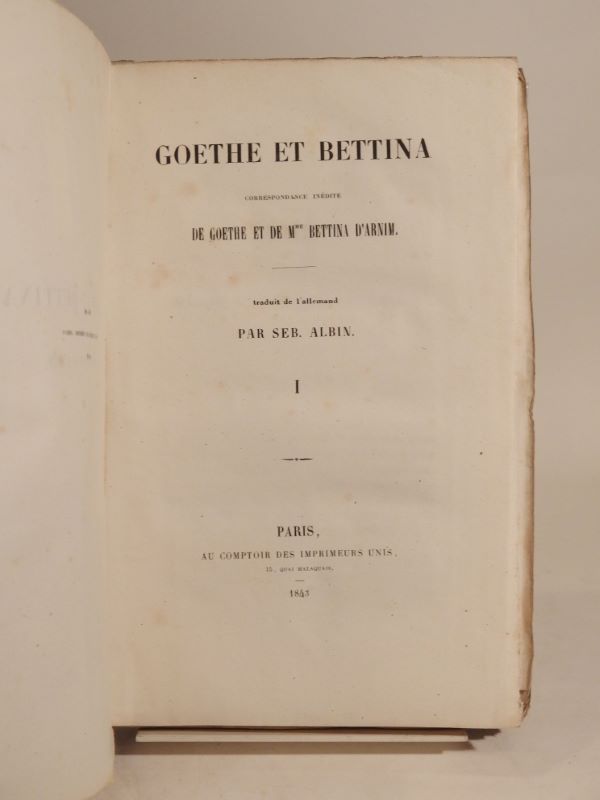 GOETHE ET BETTINA
CORRESPONDANCE INÉDITE
DE GOETHE ET DE Mme BETTINA D'ARNIM.
traduit de l'allemand
PAR SEB. ALBIN.
I
PARIS,
AU COMPTOIR DES IMPRIMEURS UNIS,
15, QUAI MALAQUAIS,
1843